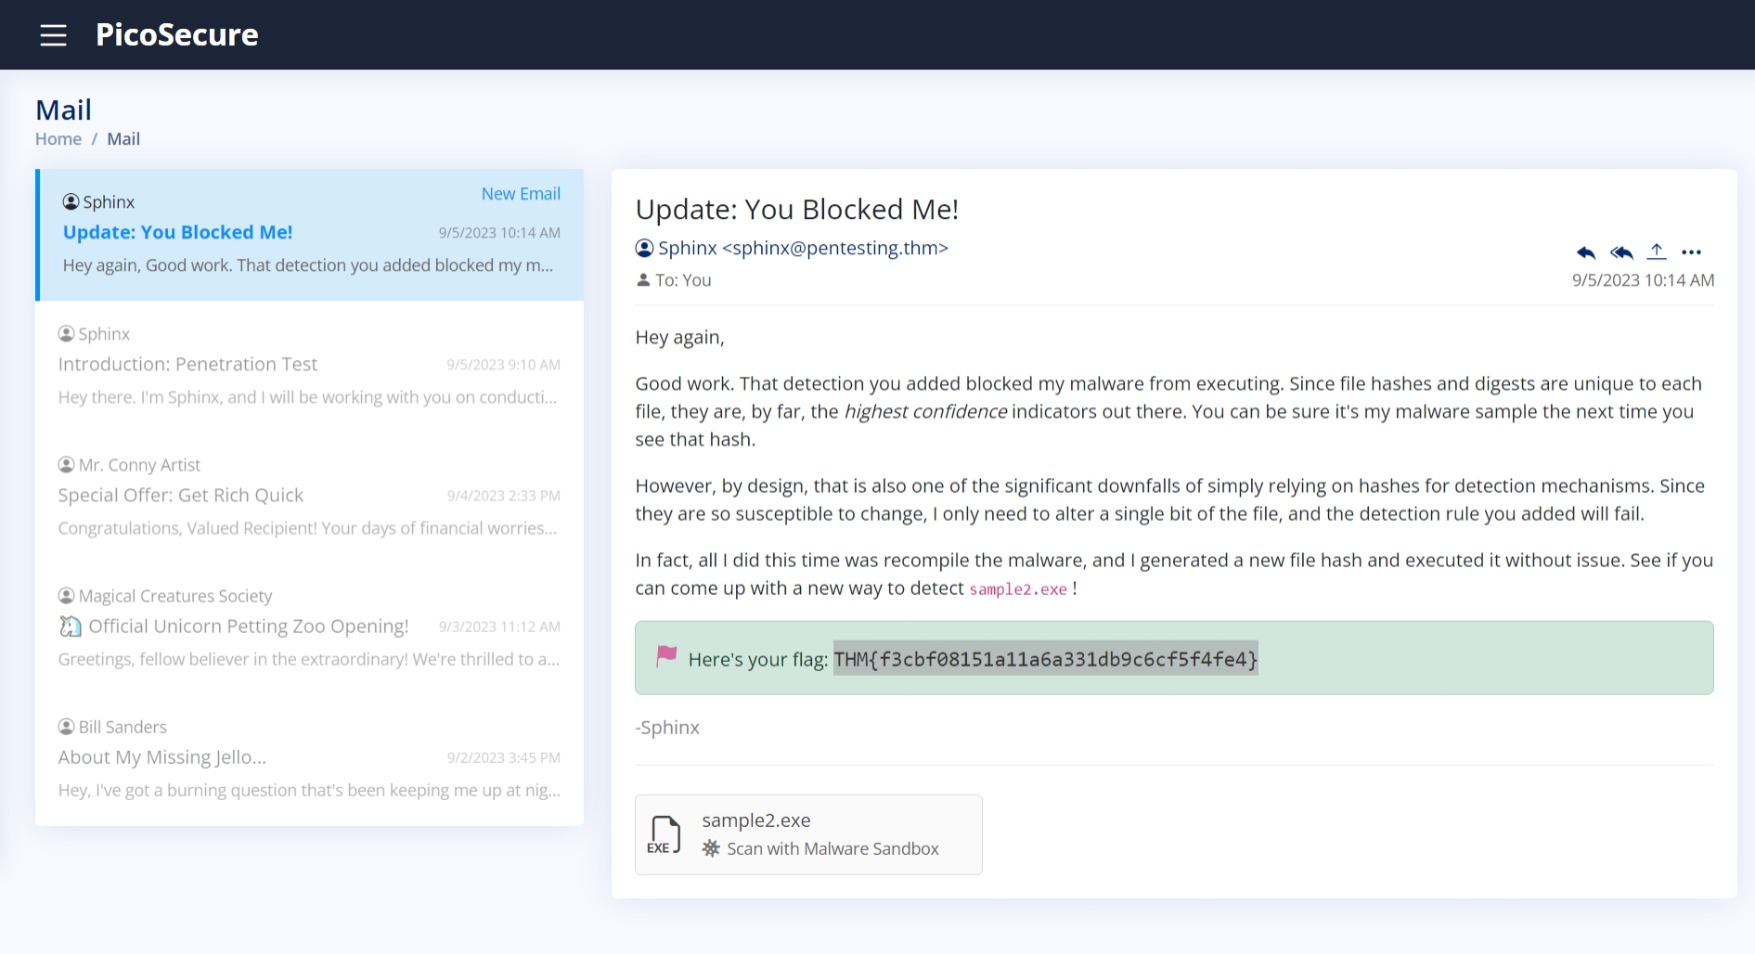 PicoSecure
Mail
Home / Mail
Sphinx
New Email
Update: You Blocked Me!
9/5/2023 10:14 AM
Hey again, Good work. That detection you added blocked my m...
Sphinx
Introduction: Penetration Test
9/5/2023 9:10 AM
Hey there. I'm Sphinx, and I will be working with you on conducti...
Mr. Conny Artist
Special Offer: Get Rich Quick
9/4/2023 2:33 PM
Congratulations, Valued Recipient! Your days of financial worries...
Magical Creatures Society
Official Unicorn Petting Zoo Opening!
9/3/2023 11:12 AM
Greetings, fellow believer in the extraordinary! We're thrilled to a...
Bill Sanders
About My Missing Jello...
9/2/2023 3:45 PM
Hey, I've got a burning question that's been keeping me up at nig...
Update: You Blocked Me!
Sphinx <sphinx@pentesting.thm>
To: You
9/5/2023 10:14 AM
Hey again,
Good work. That detection you added blocked my malware from executing. Since file hashes and digests are unique to each
file, they are, by far, the highest confidence indicators out there. You can be sure it's my malware sample the next time you
see that hash.
However, by design, that is also one of the significant downfalls of simply relying on hashes for detection mechanisms. Since
they are so susceptible to change, I only need to alter a single bit of the file, and the detection rule you added will fail.
In fact, all I did this time was recompile the malware, and I generated a new file hash and executed it without issue. See if you
can come up with a new way to detect sample2.exe !
Here's your flag: THM{f3cbf08151a11a6a331db9c6cf5f4fe4}
-Sphinx
EXE
sample2.exe
Scan with Malware Sandbox